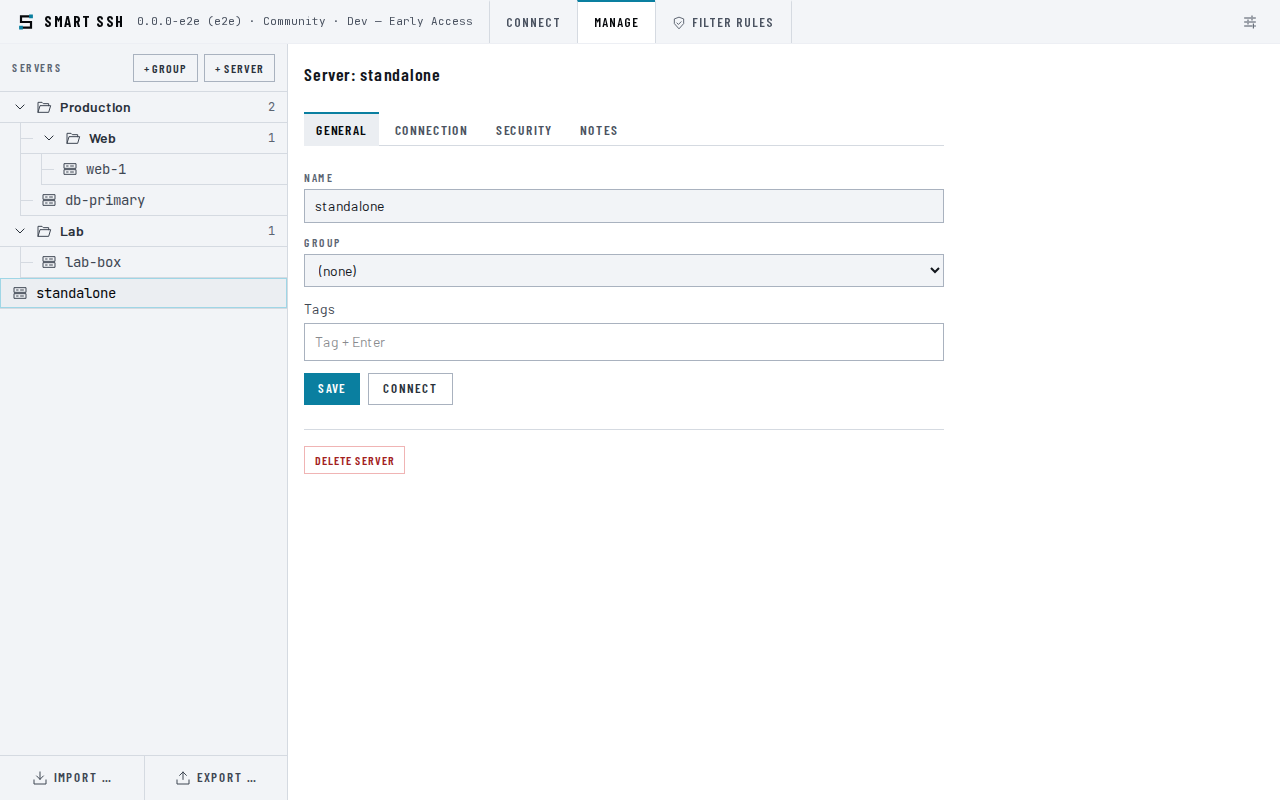 SMART SSH 0.0.0-e2e (e2e) · Community · Dev — Early Access CONNECT MANAGE FILTER RULES
SERVERS + GROUP + SERVER
Production 2
Web 1
web-1
db-primary
Lab 1
lab-box
standalone
IMPORT ... EXPORT ...
Server: standalone
GENERAL CONNECTION SECURITY NOTES
NAME
standalone
GROUP
(none)
Tags
Tag + Enter
SAVE CONNECT
DELETE SERVER